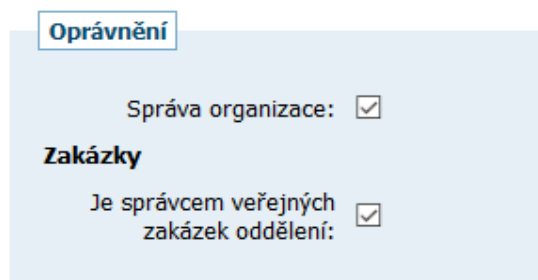 Oprávnění
Správa organizace:
Zakázky
Je správcem veřejných
zakázek oddělení: